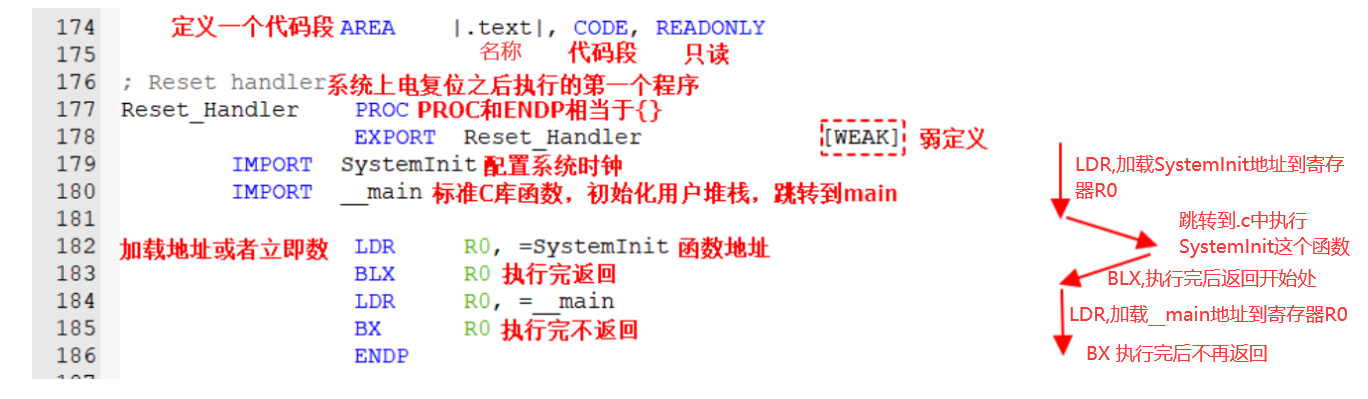 174 定义一个代码段 AREA |.text|, CODE, READONLY
175 名称 代码段 只读
176 ; Reset handler系统上电复位之后执行的第一个程序
177 Reset_Handler PROC PROC和ENDP相当于{}
178 EXPORT Reset_Handler [WEAK] 弱定义
179 IMPORT SystemInit 配置系统时钟
180 IMPORT __main 标准C库函数，初始化用户堆栈，跳转到main
181
182 加载地址或者立即数 LDR R0, =SystemInit 函数地址
183 BLX R0 执行完返回
184 LDR R0, =__main
185 BX R0 执行完不返回
186 ENDP
LDR,加载SystemInit地址到寄存
器R0
跳转到.c中执行
SystemInit这个函数
BLX,执行完后返回开始处
LDR,加载__main地址到寄存器R0
BX 执行完后不再返回